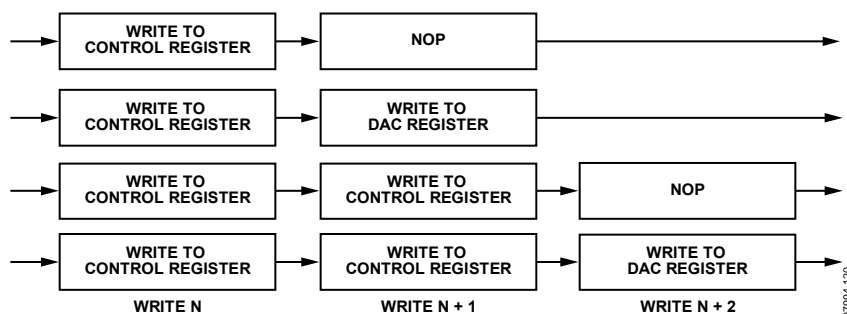 WRITE TO
CONTROL REGISTER
NOP
WRITE TO
CONTROL REGISTER
WRITE TO
DAC REGISTER
WRITE TO
CONTROL REGISTER
WRITE TO
CONTROL REGISTER
NOP
WRITE TO
CONTROL REGISTER
WRITE TO
CONTROL REGISTER
WRITE TO
DAC REGISTER
WRITE N
WRITE N + 1
WRITE N + 2